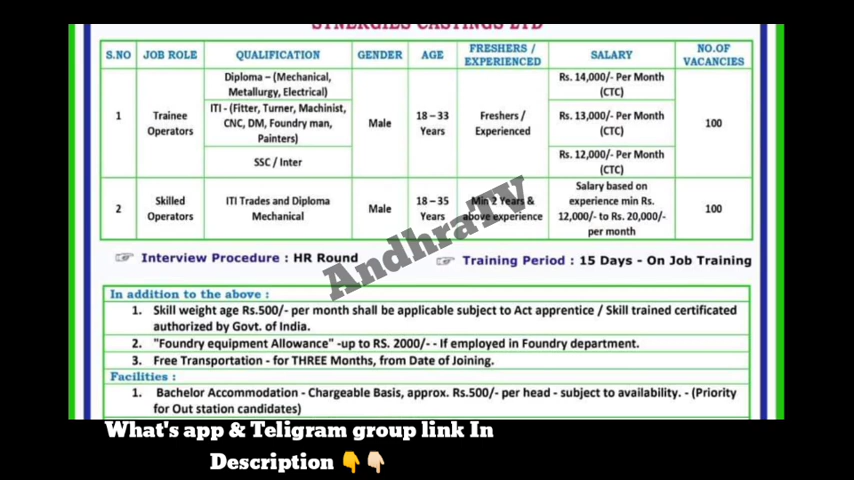 SYNERGIES CASTINGS LTD
S.NO JOB ROLE QUALIFICATION GENDER AGE FRESHERS / EXPERIENCED SALARY NO.OF VACANCIES
1 Trainee Operators Diploma – (Mechanical, Metallurgy, Electrical) Male 18 – 33 Years Freshers / Experienced Rs. 14,000/- Per Month (CTC) 100
ITI - (Fitter, Turner, Machinist, CNC, DM, Foundry man, Painters) Rs. 13,000/- Per Month (CTC)
SSC / Inter Rs. 12,000/- Per Month (CTC)
2 Skilled Operators ITI Trades and Diploma Mechanical Male 18 – 35 Years Min 2 Years & above experience Salary based on experience min Rs. 12,000/- to Rs. 20,000/- per month 100
AndhraTV
Interview Procedure : HR Round
Training Period : 15 Days - On Job Training
In addition to the above :
1. Skill weight age Rs.500/- per month shall be applicable subject to Act apprentice / Skill trained certificated
authorized by Govt. of India.
2. "Foundry equipment Allowance" -up to RS. 2000/- - If employed in Foundry department.
3. Free Transportation - for THREE Months, from Date of Joining.
Facilities :
1. Bachelor Accommodation - Chargeable Basis, approx. Rs.500/- per head - subject to availability. - (Priority
for Out station candidates)
What's app & Teligram group link In
Description 👇👇🏻